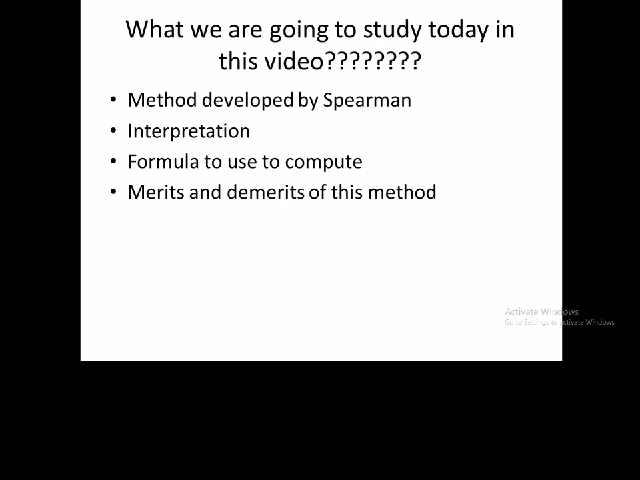 What we are going to study today in
this video????????
• Method developed by Spearman
• Interpretation
• Formula to use to compute
• Merits and demerits of this method
Activate Windows
Go to Settings to activate Windows.